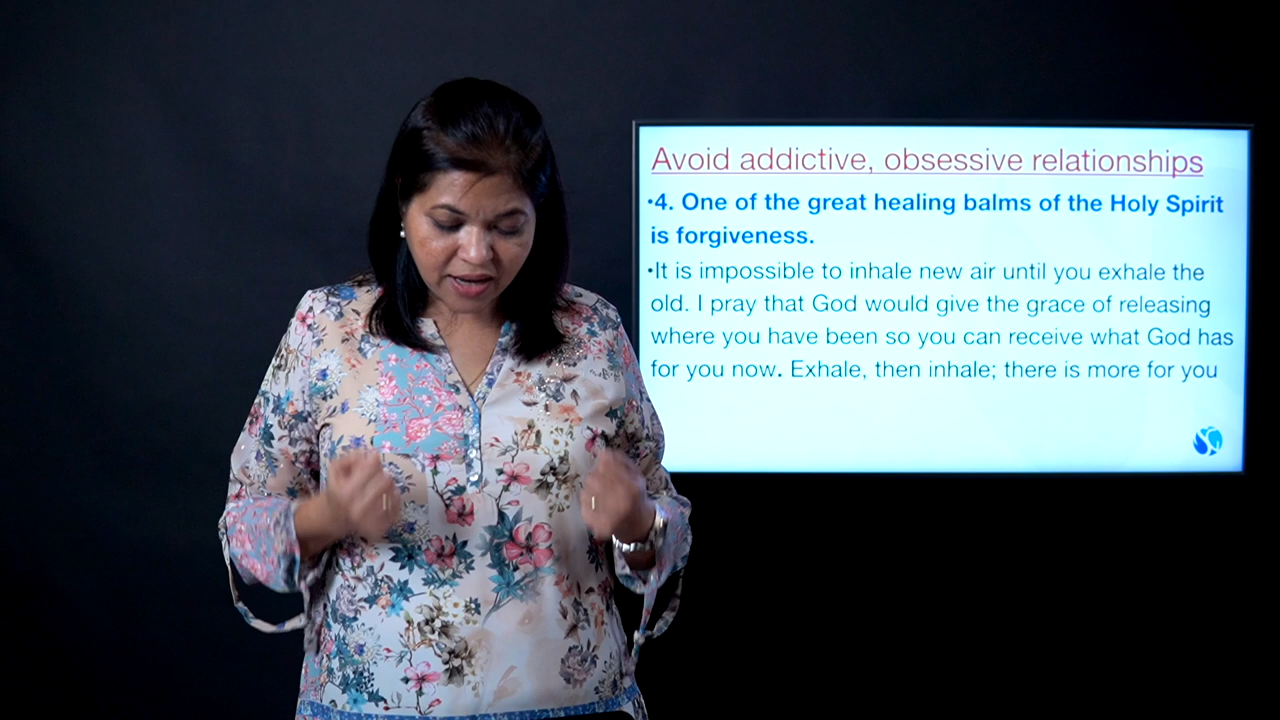 Avoid addictive, obsessive relationships
•4. One of the great healing balms of the Holy Spirit
is forgiveness.
•It is impossible to inhale new air until you exhale the
old. I pray that God would give the grace of releasing
where you have been so you can receive what God has
for you now. Exhale, then inhale; there is more for you